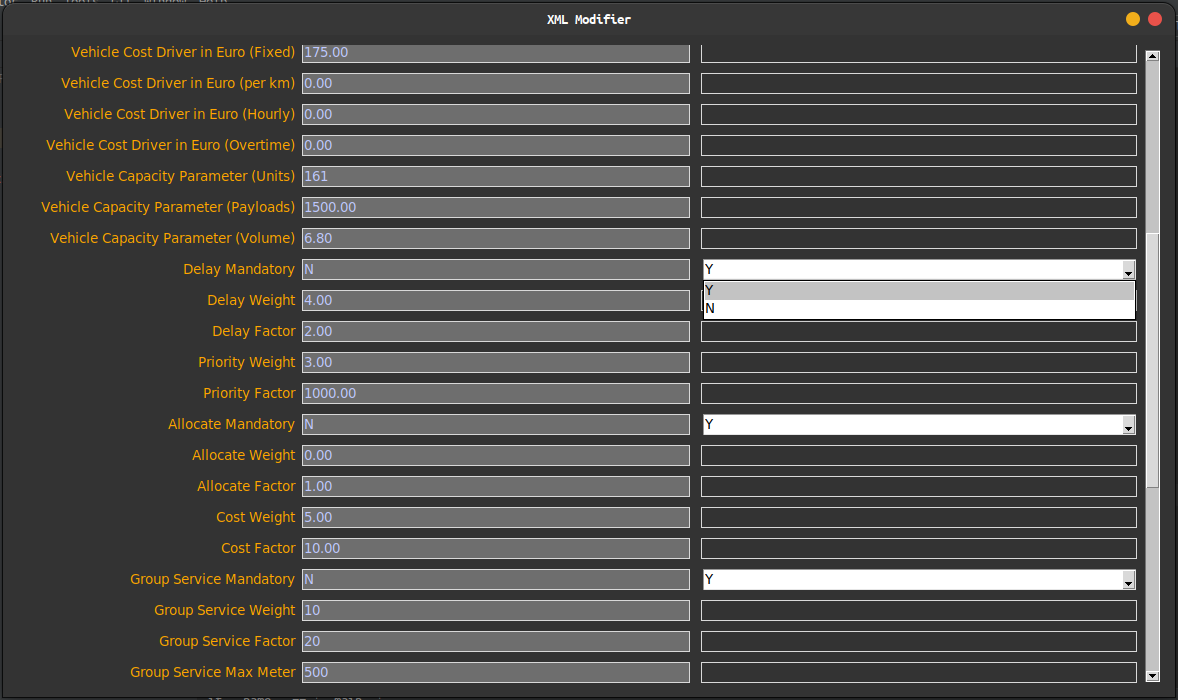 XML Modifier
Vehicle Cost Driver in Euro (Fixed) 175.00
Vehicle Cost Driver in Euro (per km) 0.00
Vehicle Cost Driver in Euro (Hourly) 0.00
Vehicle Cost Driver in Euro (Overtime) 0.00
Vehicle Capacity Parameter (Units) 161
Vehicle Capacity Parameter (Payloads) 1500.00
Vehicle Capacity Parameter (Volume) 6.80
Delay Mandatory N Y
Y
Delay Weight 4.00
N
Delay Factor 2.00
Priority Weight 3.00
Priority Factor 1000.00
Allocate Mandatory N Y
Allocate Weight 0.00
Allocate Factor 1.00
Cost Weight 5.00
Cost Factor 10.00
Group Service Mandatory N Y
Group Service Weight 10
Group Service Factor 20
Group Service Max Meter 500